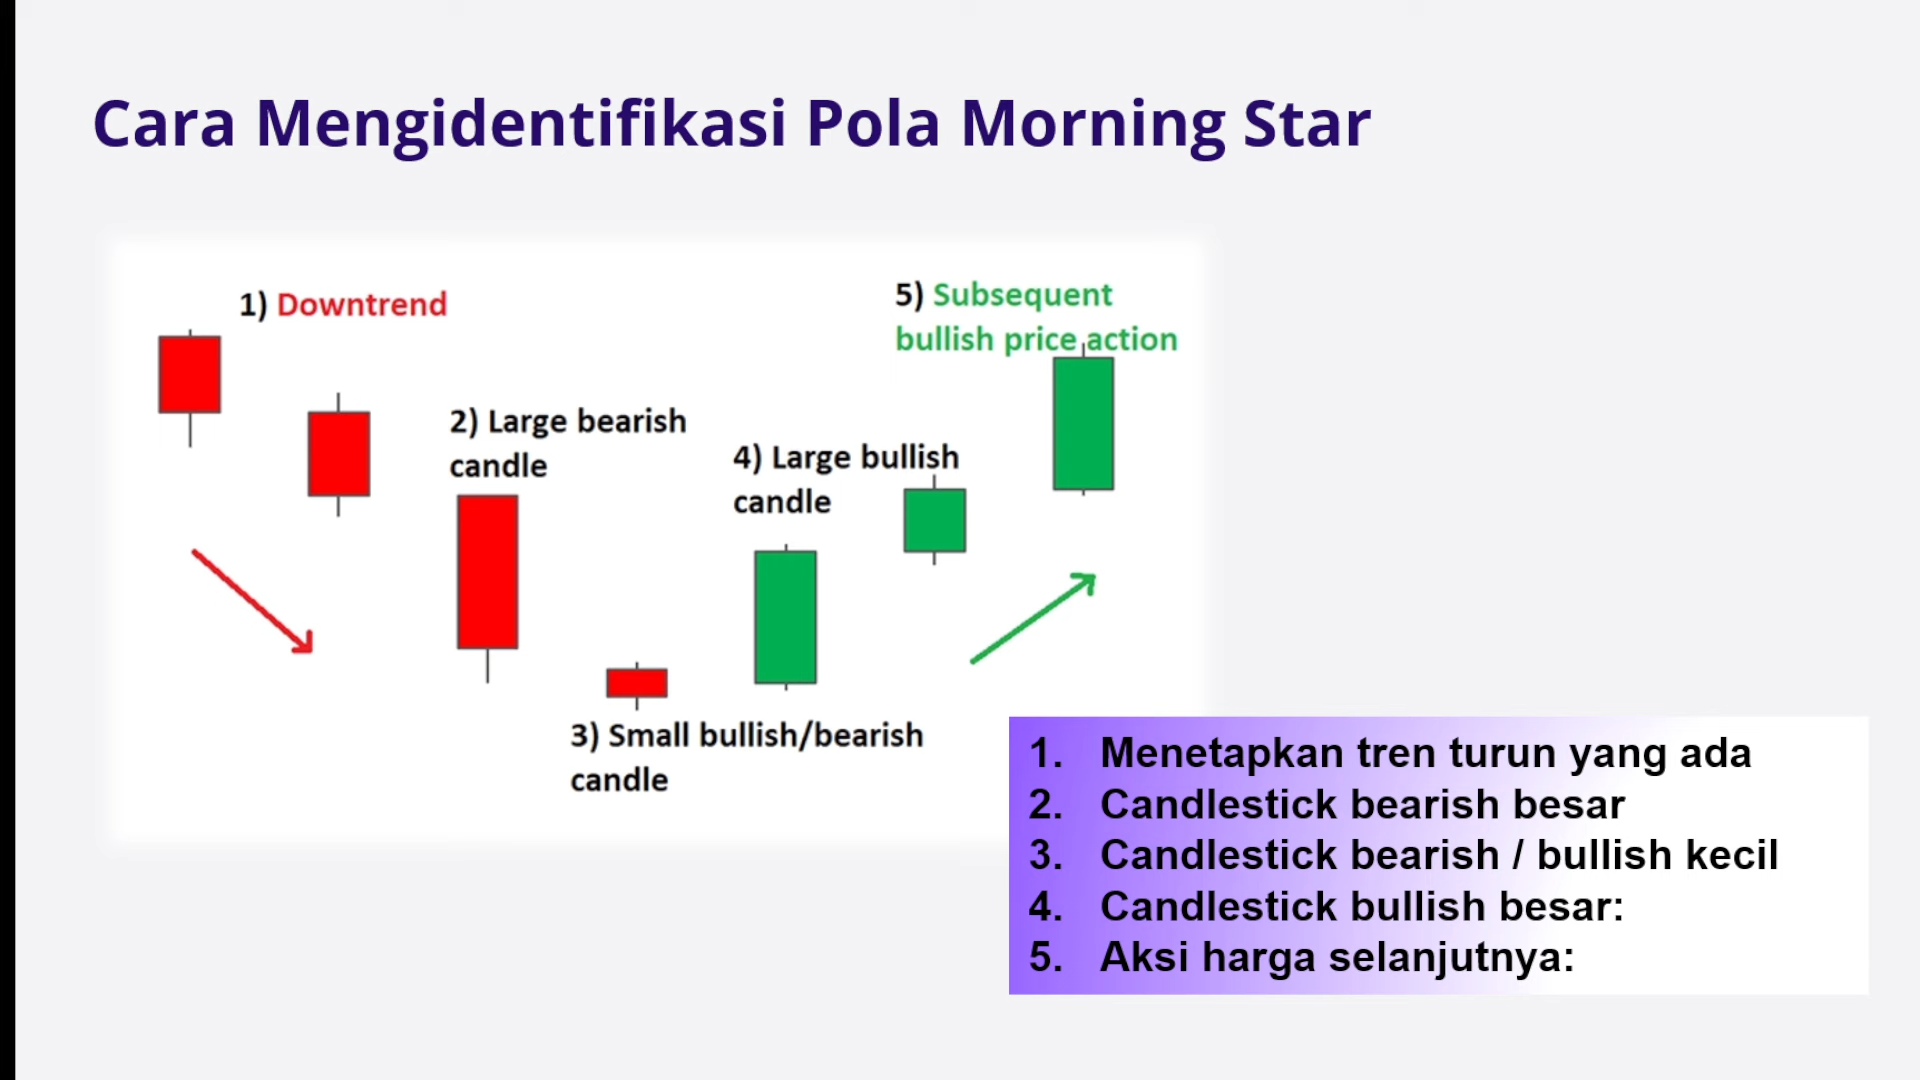 Cara Mengidentifikasi Pola Morning Star
1) Downtrend
5) Subsequent
bullish price action
2) Large bearish
candle
4) Large bullish
candle
3) Small bullish/bearish
candle
1. Menetapkan tren turun yang ada
2. Candlestick bearish besar
3. Candlestick bearish / bullish kecil
4. Candlestick bullish besar:
5. Aksi harga selanjutnya: